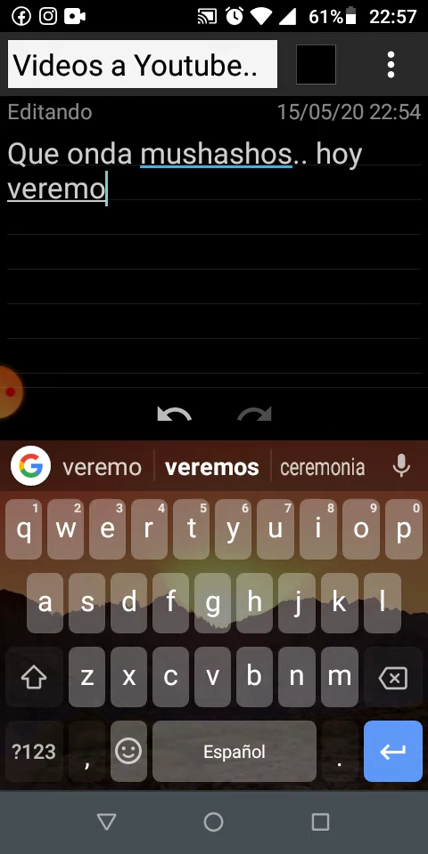 61% 22:57
Videos a Youtube..
Editando 15/05/20 22:54
Que onda mushashos.. hoy
veremo
veremo veremos ceremonia
1 2 3 4 5 6 7 8 9 0
q w e r t y u i o p
a s d f g h j k l
z x c v b n m
?123 , Español .